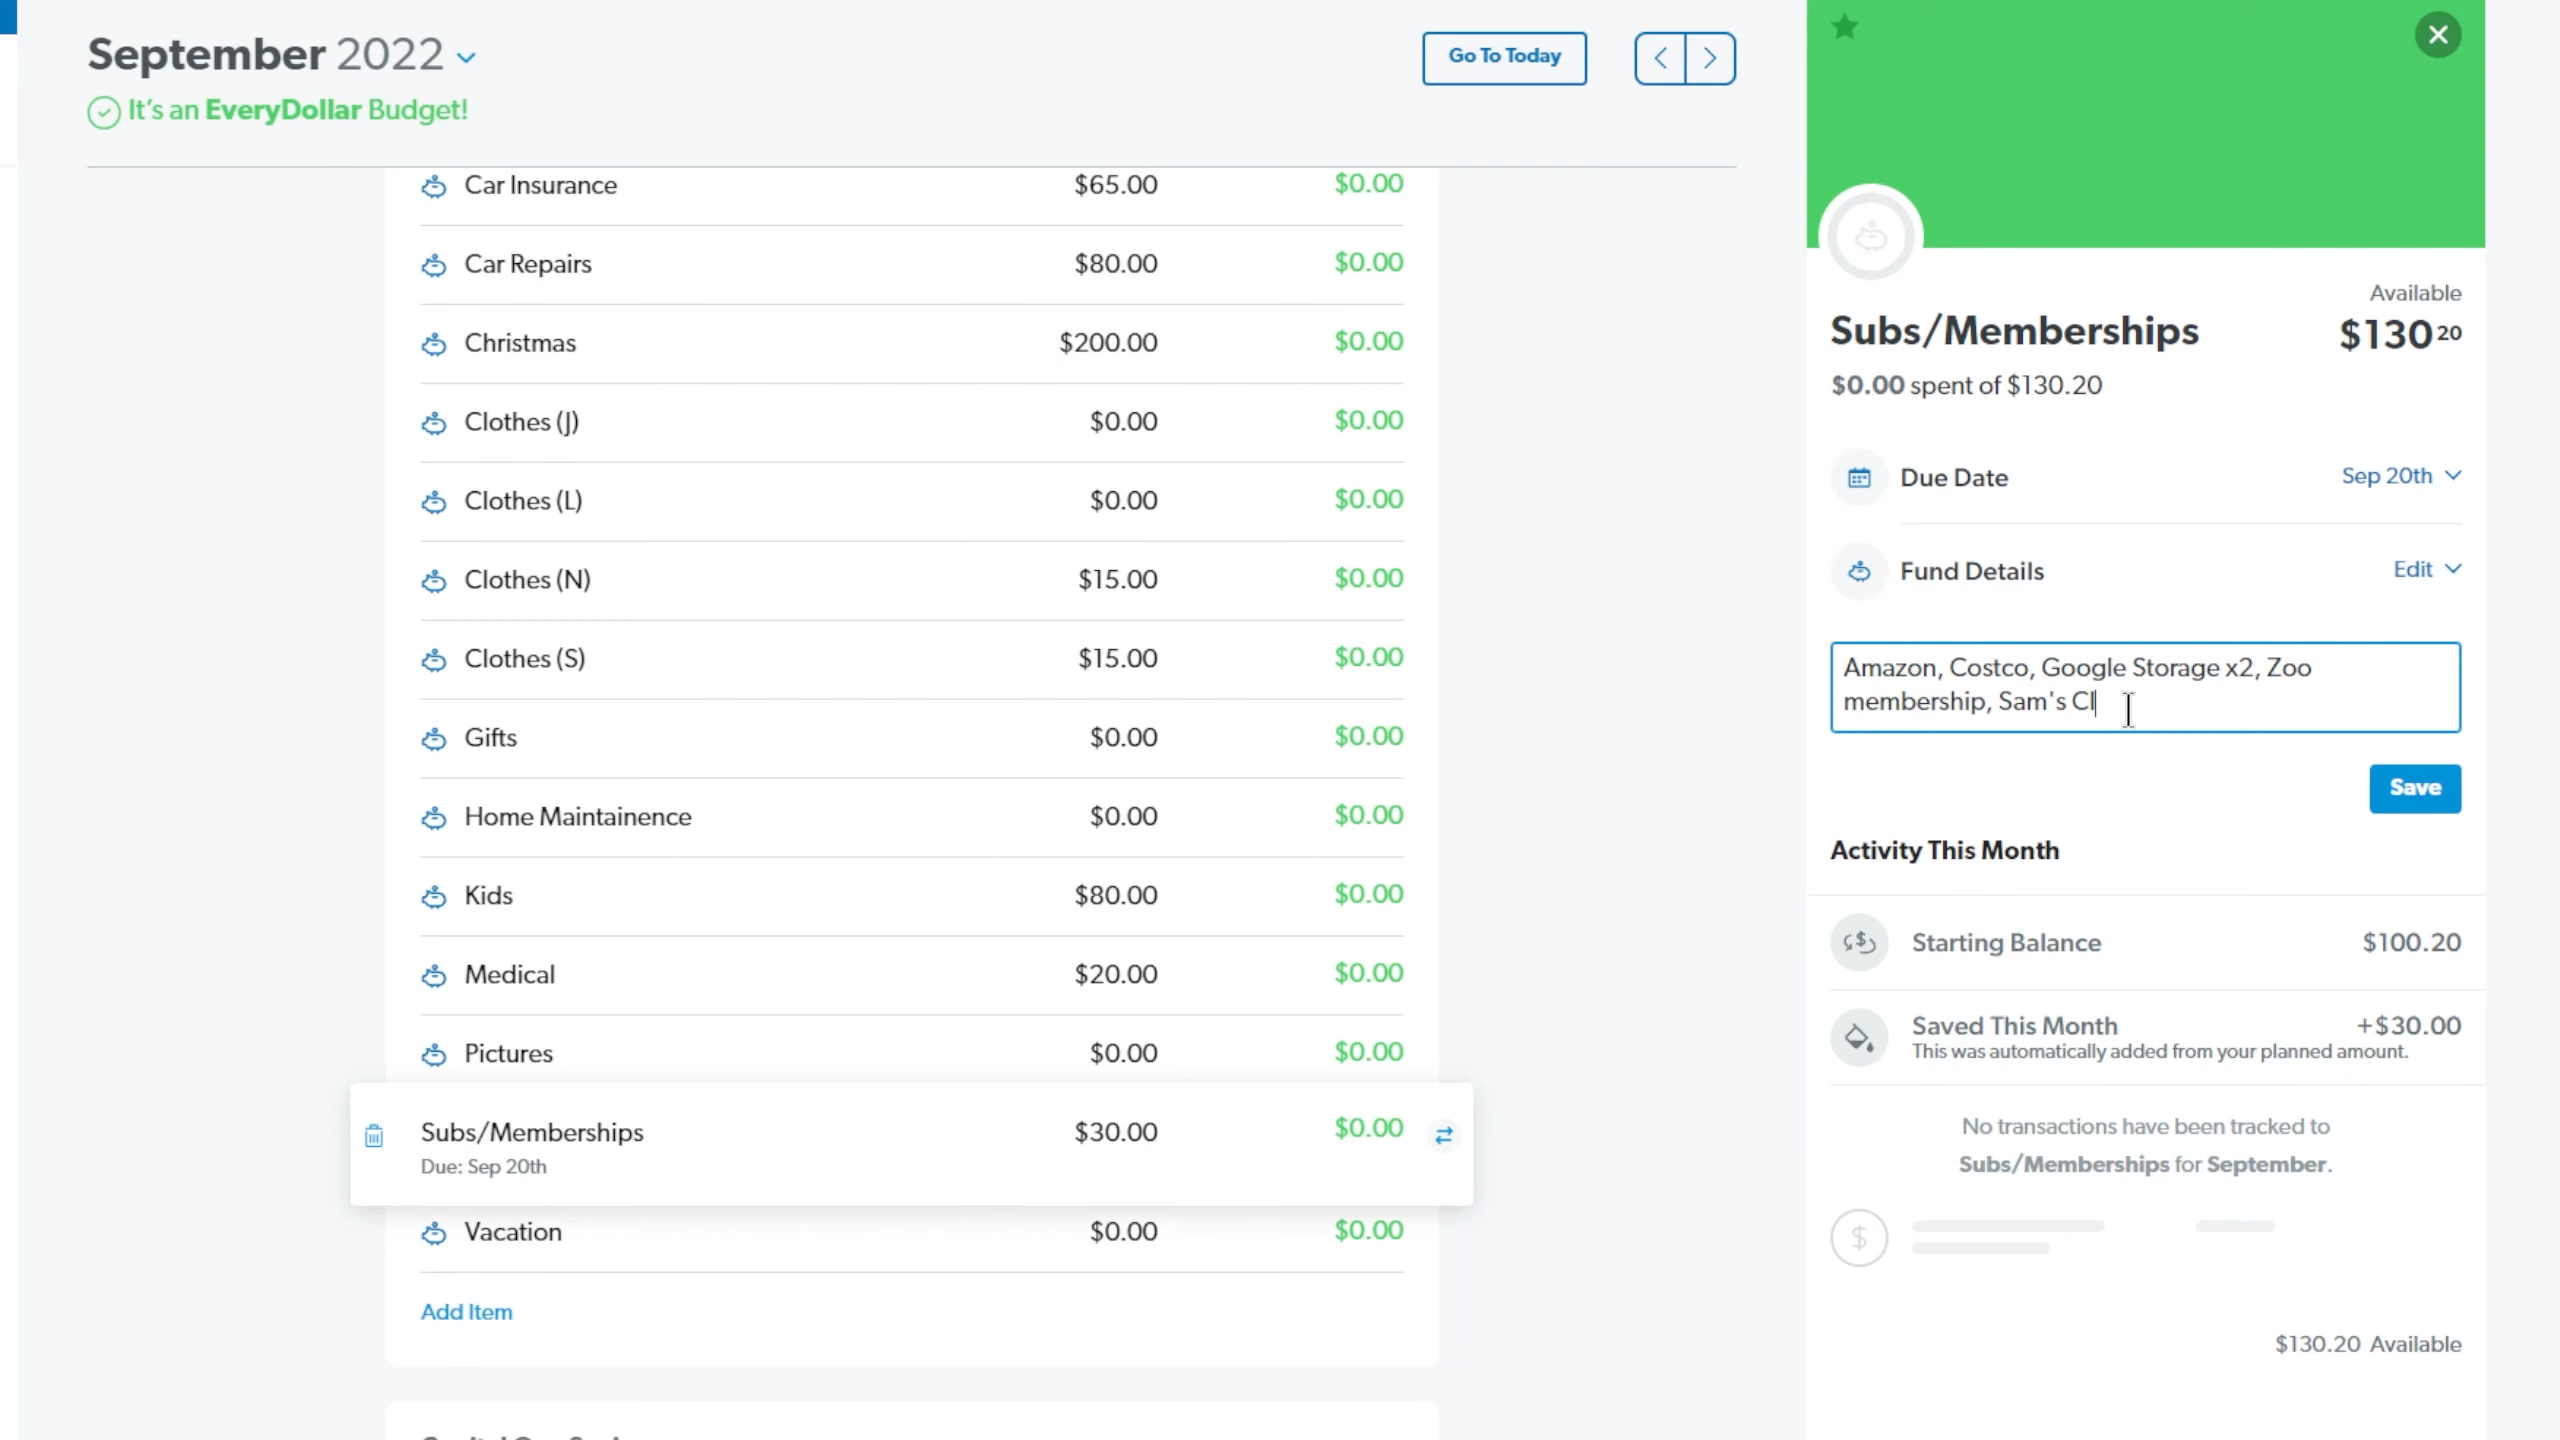 September 2022
It's an EveryDollar Budget!
Go To Today
Car Insurance $65.00 $0.00
Car Repairs $80.00 $0.00
Christmas $200.00 $0.00
Clothes (J) $0.00 $0.00
Clothes (L) $0.00 $0.00
Clothes (N) $15.00 $0.00
Clothes (S) $15.00 $0.00
Gifts $0.00 $0.00
Home Maintainence $0.00 $0.00
Kids $80.00 $0.00
Medical $20.00 $0.00
Pictures $0.00 $0.00
Subs/Memberships $30.00 $0.00
Due: Sep 20th
Vacation $0.00 $0.00
Add Item
Available
Subs/Memberships $130 20
$0.00 spent of $130.20
Due Date Sep 20th
Fund Details Edit
Amazon, Costco, Google Storage x2, Zoo
membership, Sam's Cl
Save
Activity This Month
Starting Balance $100.20
Saved This Month +$30.00
This was automatically added from your planned amount.
No transactions have been tracked to
Subs/Memberships for September.
$
$130.20 Available